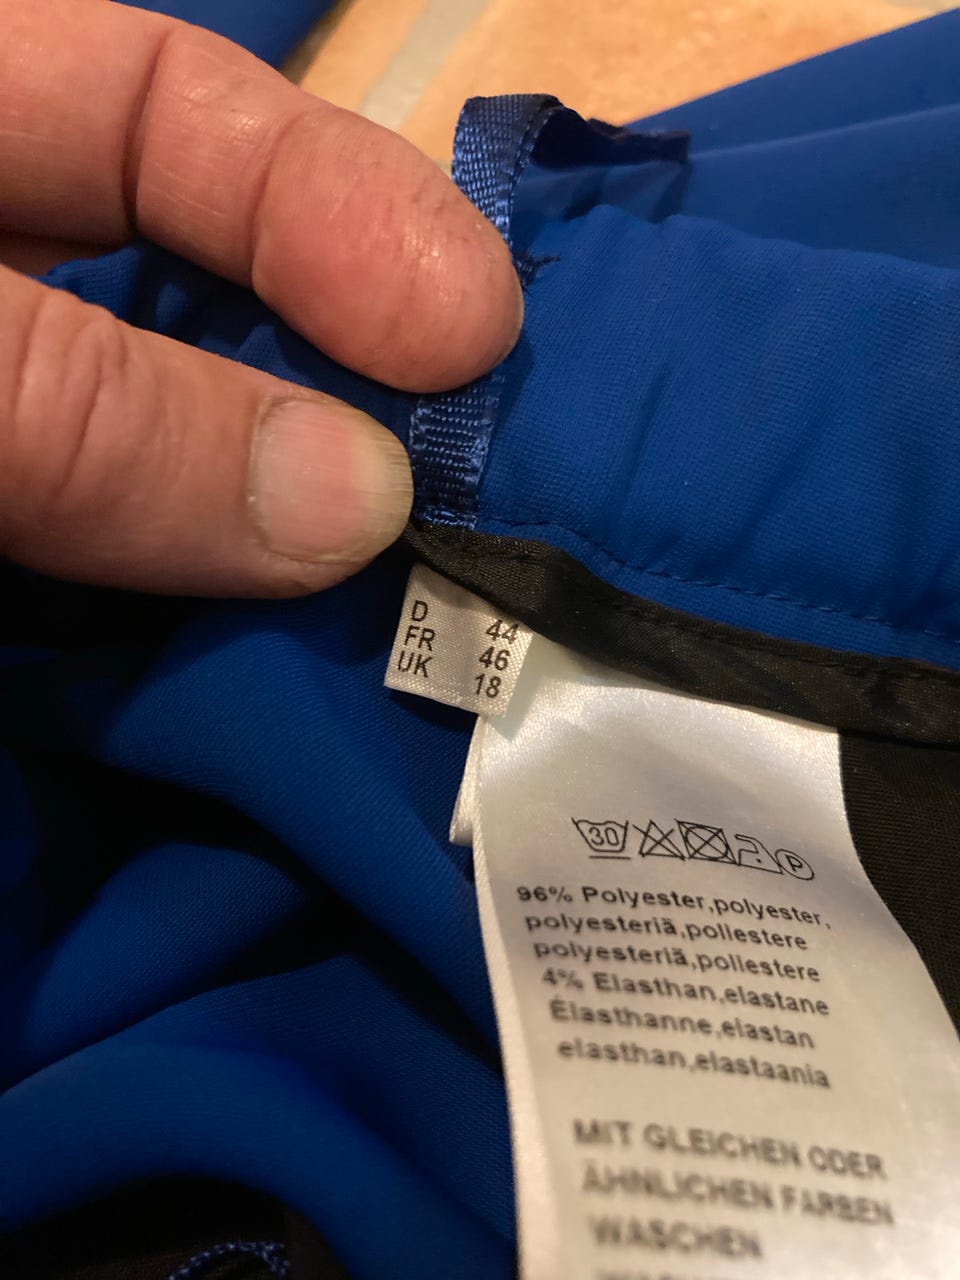 D 44
FR 46
UK 18
30 P
96% Polyester,polyester,
polyesteriä,poliestere
polyesteriä,poliestere
4% Elasthan,elastane
Élasthanne,elastan
elasthan,elastaania
MIT GLEICHEN ODER
ÄHNLICHEN FARBEN
WASCHEN